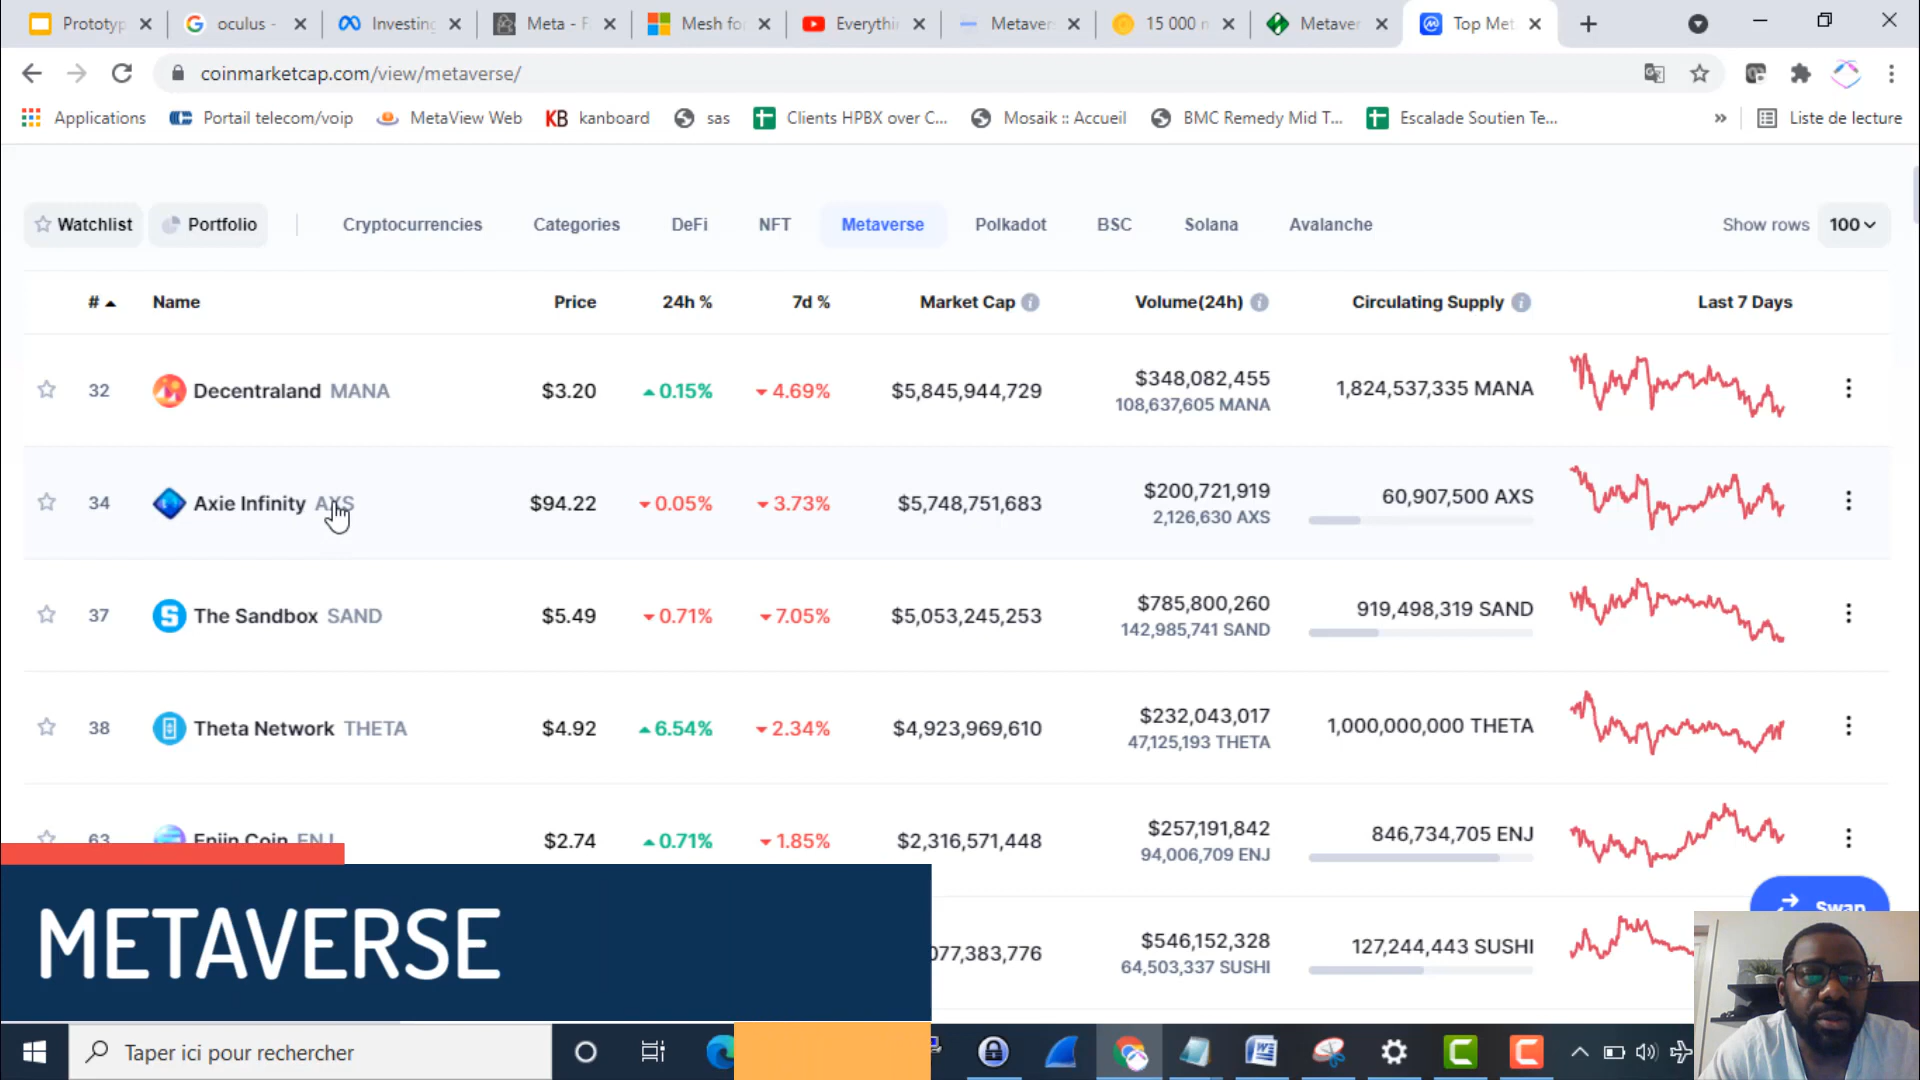 Prototyp
oculus -
Investing
Meta - F
Mesh fo
Everythi
Metaver
15 000 n
Metaver
Top Met
coinmarketcap.com/view/metaverse/
Applications
Portail telecom/voip
MetaView Web
KB kanboard
sas
Clients HPBX over C...
Mosaik :: Accueil
BMC Remedy Mid T...
Escalade Soutien Te...
»
Liste de lecture
Watchlist
Portfolio
Cryptocurrencies
Categories
DeFi
NFT
Metaverse
Polkadot
BSC
Solana
Avalanche
Show rows
100
# Name Price 24h % 7d % Market Cap Volume(24h) Circulating Supply Last 7 Days
32 Decentraland MANA $3.20 0.15% 4.69% $5,845,944,729 $348,082,455 1,824,537,335 MANA
108,637,605 MANA
34 Axie Infinity AXS $94.22 0.05% 3.73% $5,748,751,683 $200,721,919 60,907,500 AXS
2,126,630 AXS
37 The Sandbox SAND $5.49 0.71% 7.05% $5,053,245,253 $785,800,260 919,498,319 SAND
142,985,741 SAND
38 Theta Network THETA $4.92 6.54% 2.34% $4,923,969,610 $232,043,017 1,000,000,000 THETA
47,125,193 THETA
63 Enjin Coin ENJ $2.74 0.71% 1.85% $2,316,571,448 $257,191,842 846,734,705 ENJ
94,006,709 ENJ
077,383,776 $546,152,328 127,244,443 SUSHI
64,503,337 SUSHI
Swap
METAVERSE
Taper ici pour rechercher